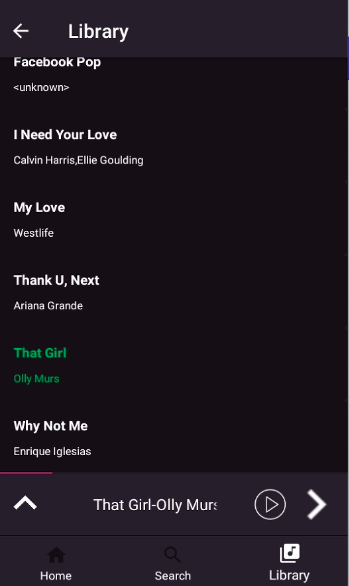 Library
Facebook Pop
<unknown>
I Need Your Love
Calvin Harris,Ellie Goulding
My Love
Westlife
Thank U, Next
Ariana Grande
That Girl
Olly Murs
Why Not Me
Enrique Iglesias
That Girl-Olly Murs
Home
Search
Library